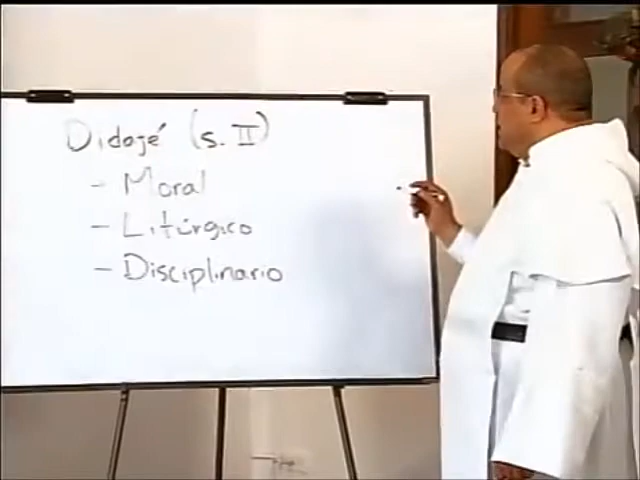 Didajé (s. II)
- Moral
- Litúrgico
- Disciplinario